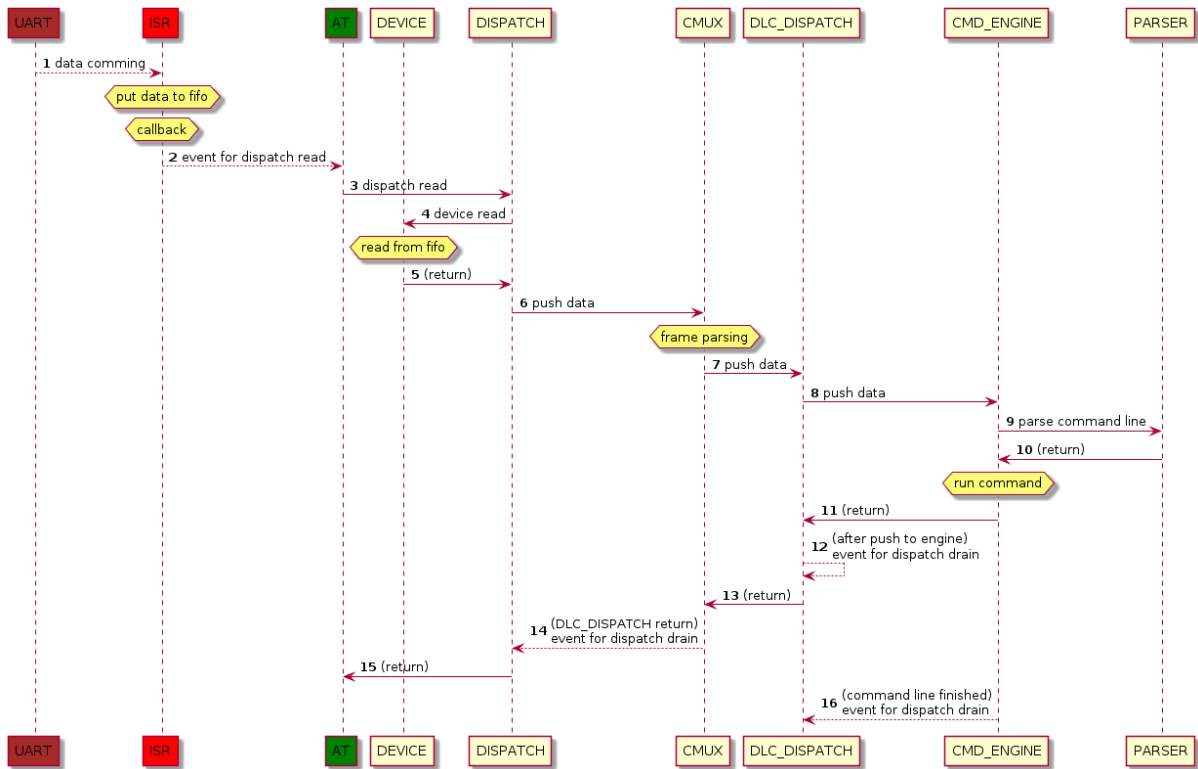 UART ISR AT DEVICE DISPATCH CMUX DLC_DISPATCH CMD_ENGINE PARSER
1 data comming
put data to fifo
callback
2 event for dispatch read
3 dispatch read
4 device read
read from fifo
5 (return)
6 push data
frame parsing
7 push data
8 push data
9 parse command line
10 (return)
run command
11 (return)
12 (after push to engine)
event for dispatch drain
13 (return)
14 (DLC_DISPATCH return)
event for dispatch drain
15 (return)
16 (command line finished)
event for dispatch drain
UART ISR AT DEVICE DISPATCH CMUX DLC_DISPATCH CMD_ENGINE PARSER